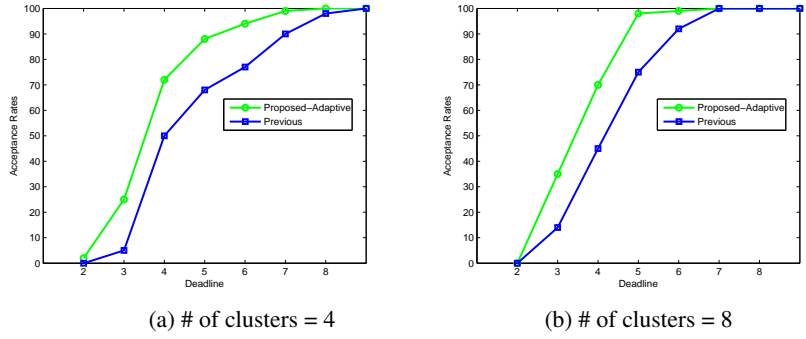 100
90
80
70
60
50
40
30
20
10
0
Acceptance Rates
Proposed-Adaptive
Previous
2 3 4 5 6 7 8
Deadline
(a) # of clusters = 4
100
90
80
70
60
50
40
30
20
10
0
Acceptance Rates
Proposed-Adaptive
Previous
2 3 4 5 6 7 8
Deadline
(b) # of clusters = 8